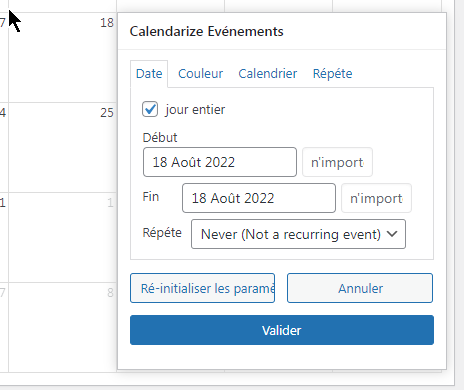 Calendarize Evénements
7
18
Date Couleur Calendrier Répéte
jour entier
4
25
Début
18 Août 2022 n'import
Fin 18 Août 2022 n'import
1
1
Répéte Never (Not a recurring event)
7
8
Ré-initialiser les paramè Annuler
Valider